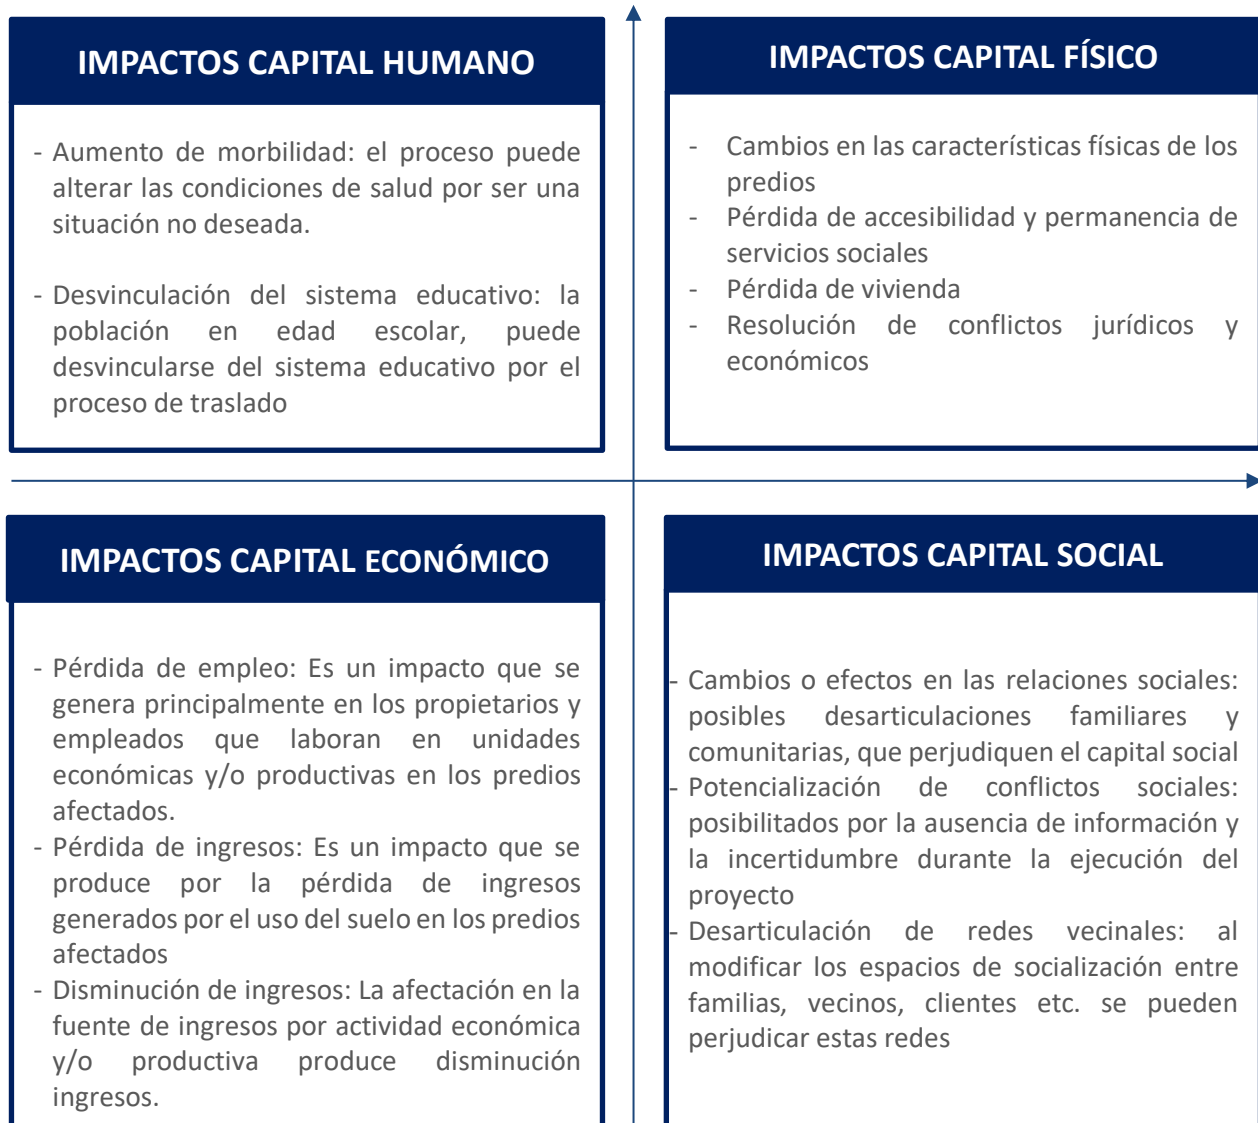 IMPACTOS CAPITAL HUMANO
- Aumento de morbilidad: el proceso puede
alterar las condiciones de salud por ser una
situación no deseada.
- Desvinculación del sistema educativo: la
población en edad escolar, puede
desvincularse del sistema educativo por el
proceso de traslado
IMPACTOS CAPITAL FÍSICO
- Cambios en las características físicas de los
predios
- Pérdida de accesibilidad y permanencia de
servicios sociales
- Pérdida de vivienda
- Resolución de conflictos jurídicos y
económicos
IMPACTOS CAPITAL ECONÓMICO
- Pérdida de empleo: Es un impacto que se
genera principalmente en los propietarios y
empleados que laboran en unidades
económicas y/o productivas en los predios
afectados.
- Pérdida de ingresos: Es un impacto que se
produce por la pérdida de ingresos
generados por el uso del suelo en los predios
afectados
- Disminución de ingresos: La afectación en la
fuente de ingresos por actividad económica
y/o productiva produce disminución
ingresos.
IMPACTOS CAPITAL SOCIAL
- Cambios o efectos en las relaciones sociales:
posibles desarticulaciones familiares y
comunitarias, que perjudiquen el capital social
- Potencialización de conflictos sociales:
posibilitados por la ausencia de información y
la incertidumbre durante la ejecución del
proyecto
- Desarticulación de redes vecinales: al
modificar los espacios de socialización entre
familias, vecinos, clientes etc. se pueden
perjudicar estas redes